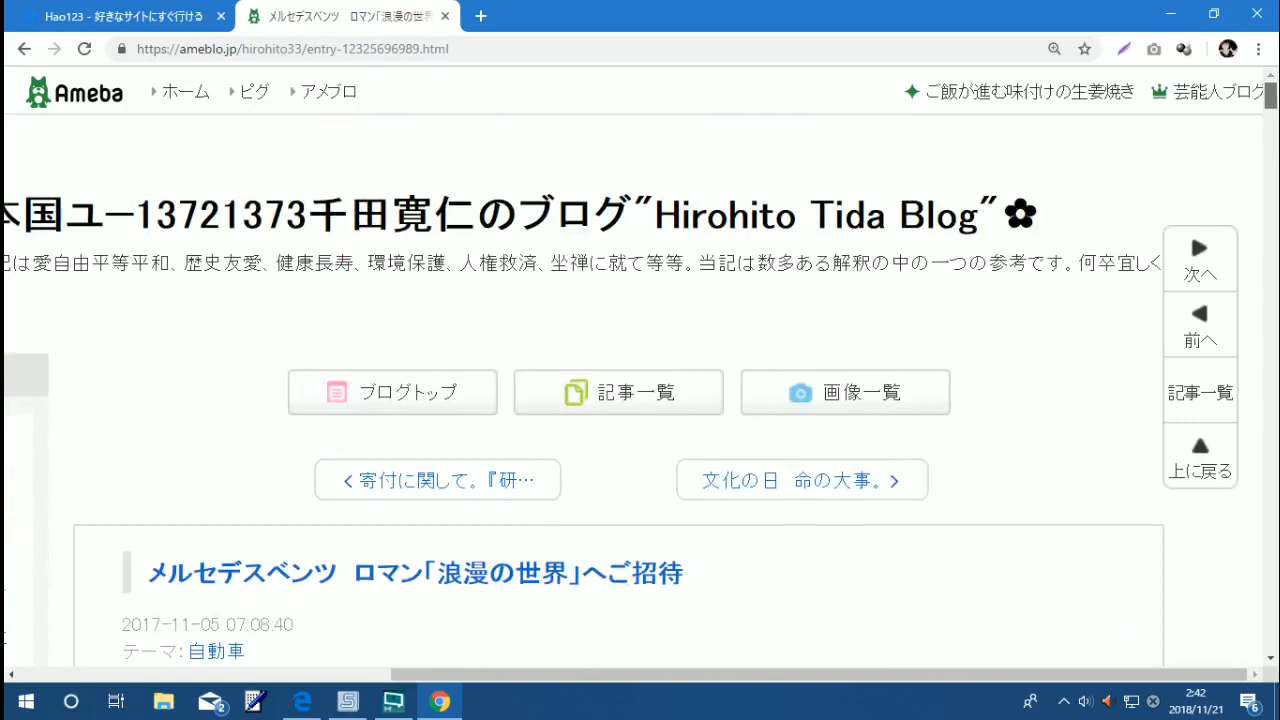 Hao123 - 好きなサイトにすぐ行ける
メルセデスベンツ ロマン「浪漫の世界
https://ameblo.jp/hirohito33/entry-12325696989.html
Ameba
ホーム
ピグ
アメブロ
ご飯が進む味付けの生姜焼き
芸能人ブログ
本国ユー13721373千田寛仁のブログ”Hirohito Tida Blog”✿
記は愛自由平等平和、歴史友愛、健康長寿、環境保護、人権救済、坐禅に就て等等。当記は数多ある解釈の中の一つの参考です。何卒宜しく
次へ
前へ
記事一覧
上に戻る
ブログトップ
記事一覧
画像一覧
寄付に関して。『研…
文化の日 命の大事。
メルセデスベンツ ロマン「浪漫の世界」へご招待
2017-11-05 07:08:40
テーマ:自動車
2
2:42
2018/11/21
6